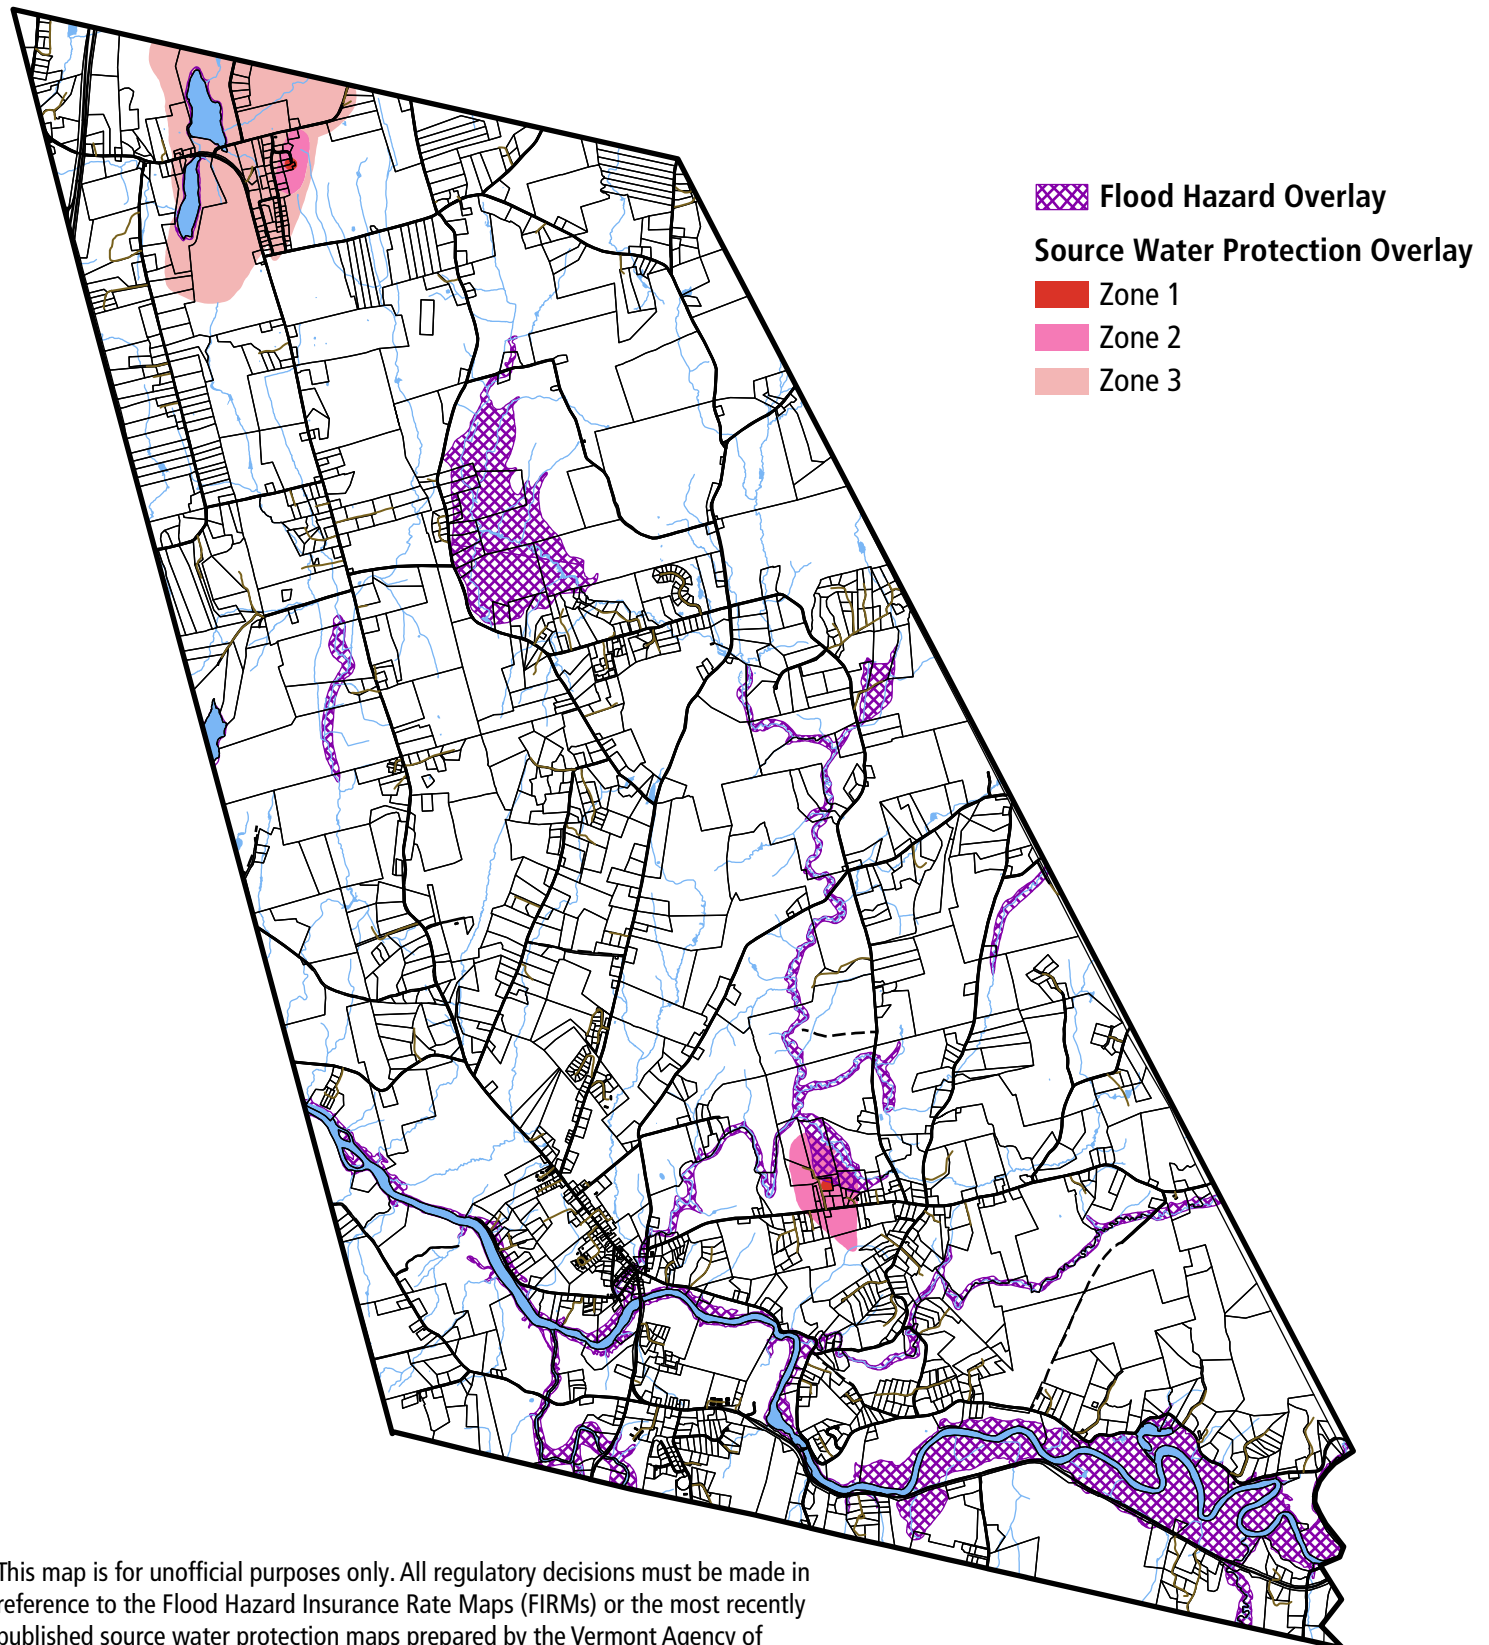 Flood Hazard Overlay
Source Water Protection Overlay
Zone 1
Zone 2
Zone 3
This map is for unofficial purposes only. All regulatory decisions must be made in
reference to the Flood Hazard Insurance Rate Maps (FIRMs) or the most recently
published source water protection maps prepared by the Vermont Agency of